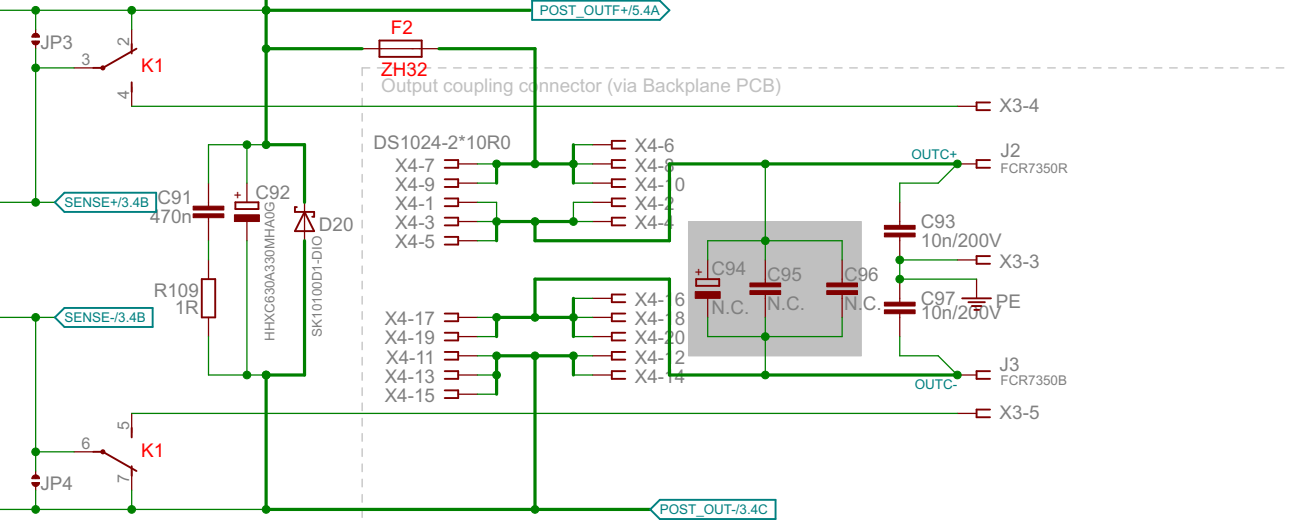 POST_OUTF+/5.4A
F2
ZH32
JP3
2
3
K1
4
Output coupling connector (via Backplane PCB)
X3-4
DS1024-2*10R0
X4-7
X4-9
X4-1
X4-3
X4-5
X4-6
X4-8
X4-10
X4-2
X4-4
OUTC+
J2
FCR7350R
SENSE+/3.4B
C91
470n
+
C92
HHXC630A330MHA0G
D20
SK10100D1-DIO
R109
1R
C93
10n/200V
X3-3
+
C94
N.C.
C95
N.C.
C96
N.C.
C97
10n/200V
PE
SENSE-/3.4B
X4-17
X4-19
X4-11
X4-13
X4-15
X4-16
X4-18
X4-20
X4-12
X4-14
OUTC-
J3
FCR7350B
X3-5
5
6
K1
7
JP4
POST_OUT-/3.4C